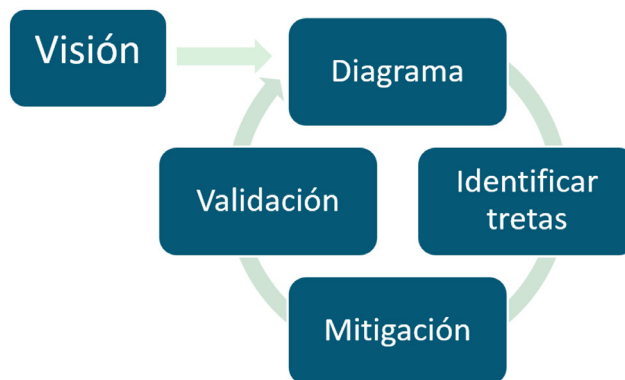 Visión
Diagrama
Identificar
tretas
Mitigación
Validación